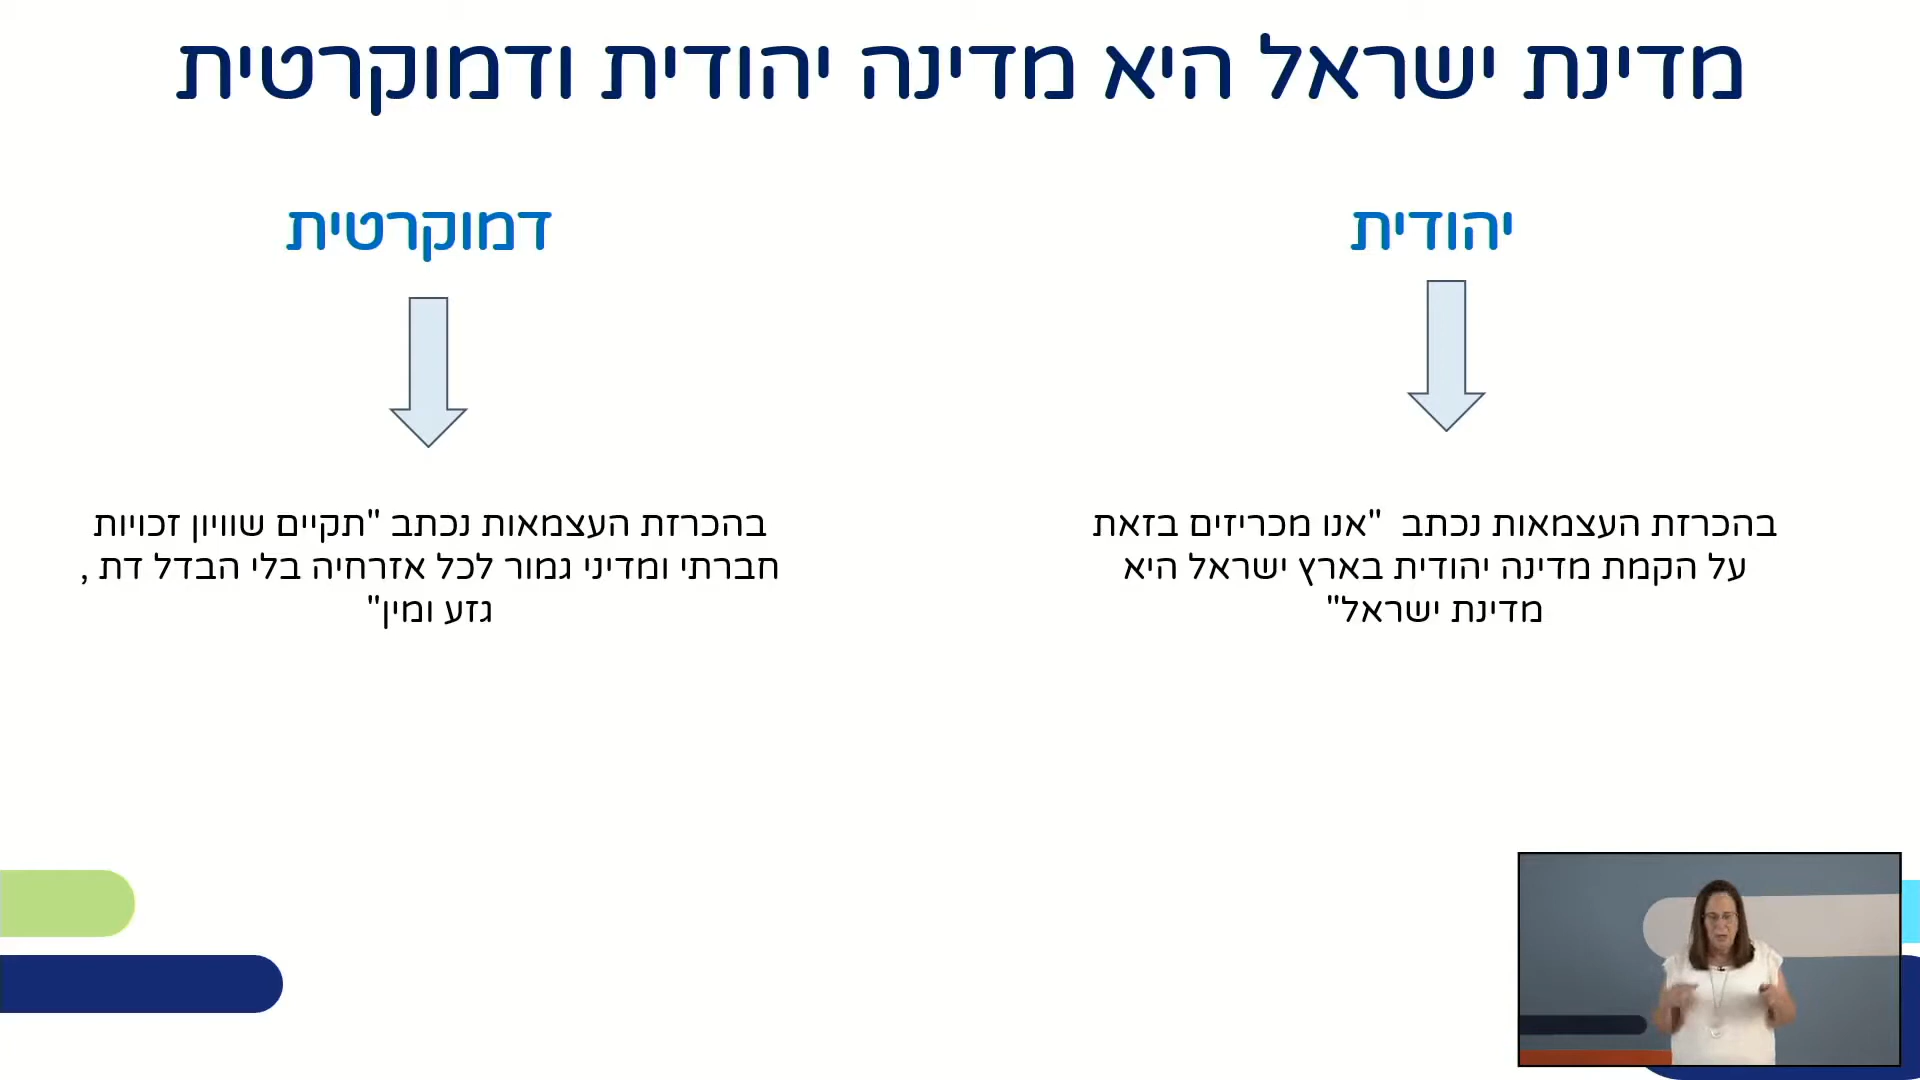 מדינת ישראל היא מדינה יהודית ודמוקרטית
יהודית
בהכרזת העצמאות נכתב "אנו מכריזים בזאת
על הקמת מדינה יהודית בארץ ישראל היא
מדינת ישראל"
דמוקרטית
בהכרזת העצמאות נכתב "תקיים שוויון זכויות
חברתי ומדיני גמור לכל אזרחיה בלי הבדל דת ,
גזע ומין"